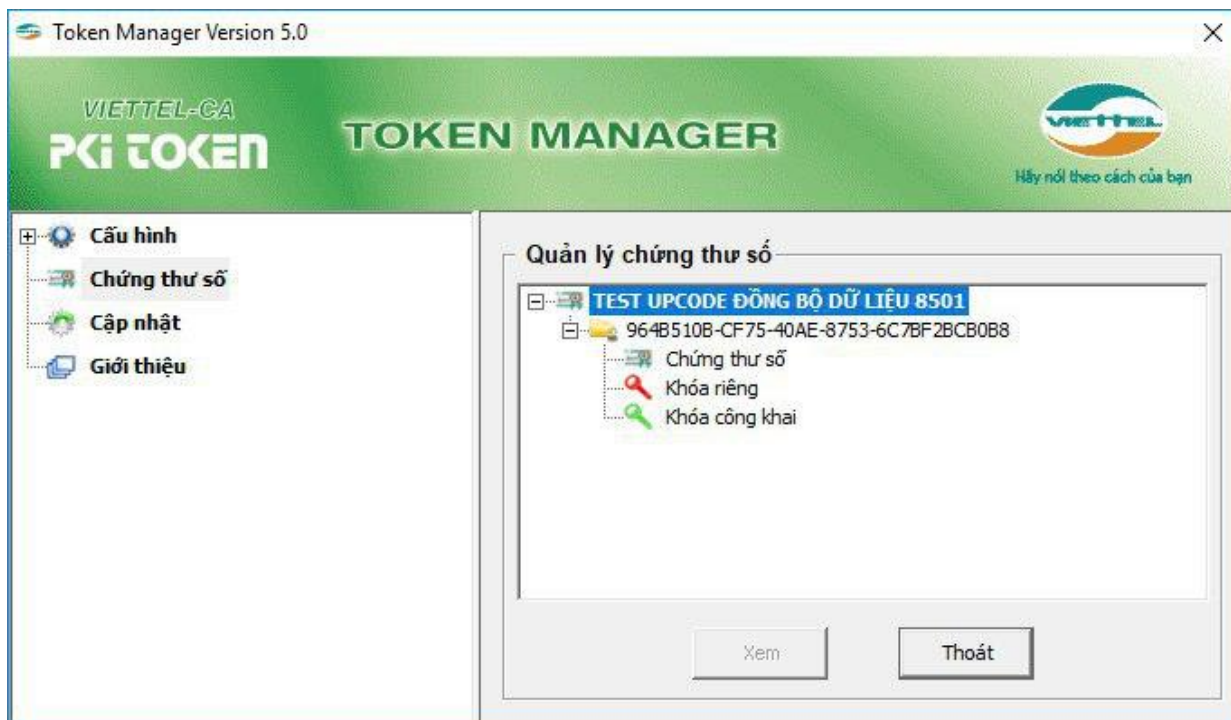 Token Manager Version 5.0
VIETTEL-CA
PKi TOKEN
TOKEN MANAGER
VIETTEL
Hãy nói theo cách của bạn
Cấu hình
Chứng thư số
Cập nhật
Giới thiệu
Quản lý chứng thư số
TEST UPCODE ĐỒNG BỘ DỮ LIỆU 8501
964B510B-CF75-40AE-8753-6C7BF2BCB0B8
Chứng thư số
Khóa riêng
Khóa công khai
Xem
Thoát